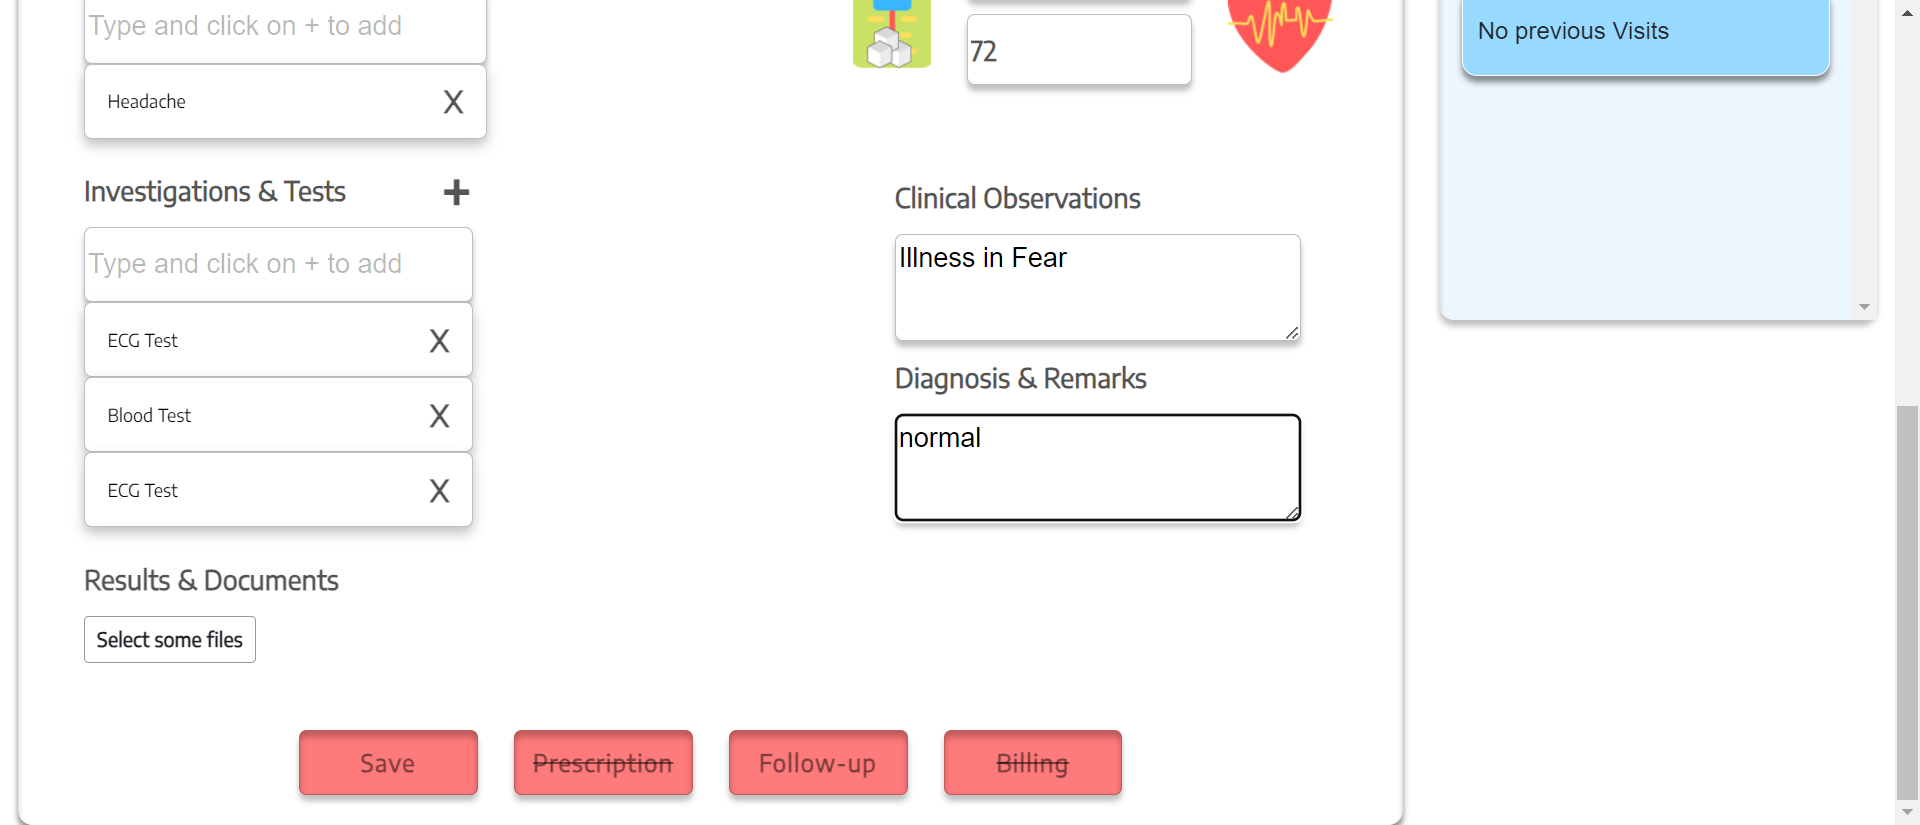 Type and click on + to add
Headache X
Investigations & Tests +
Type and click on + to add
ECG Test X
Blood Test X
ECG Test X
Results & Documents
Select some files
72
Clinical Observations
Illness in Fear
Diagnosis & Remarks
normal
Save Prescription Follow-up Billing
No previous Visits